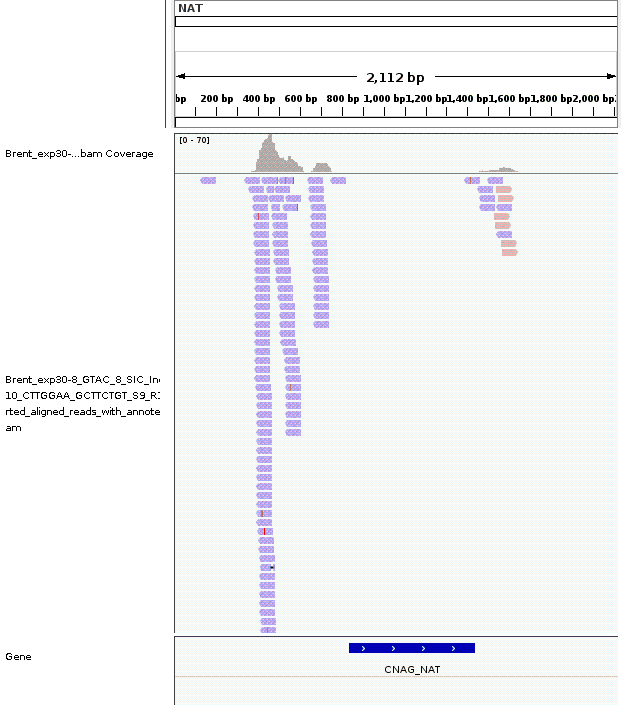 NAT
2,112 bp
bp 200 bp 400 bp 600 bp 800 bp 1,000 bp 1,200 bp 1,400 bp 1,600 bp 1,800 bp 2,000 bp
[0 - 70]
Brent_exp30-...bam Coverage
Brent_exp30-8_GTAC_8_SIC_In
10_CTTGGAA_GCTTCTGT_S9_R
rted_aligned_reads_with_annote
am
Gene
CNAG_NAT